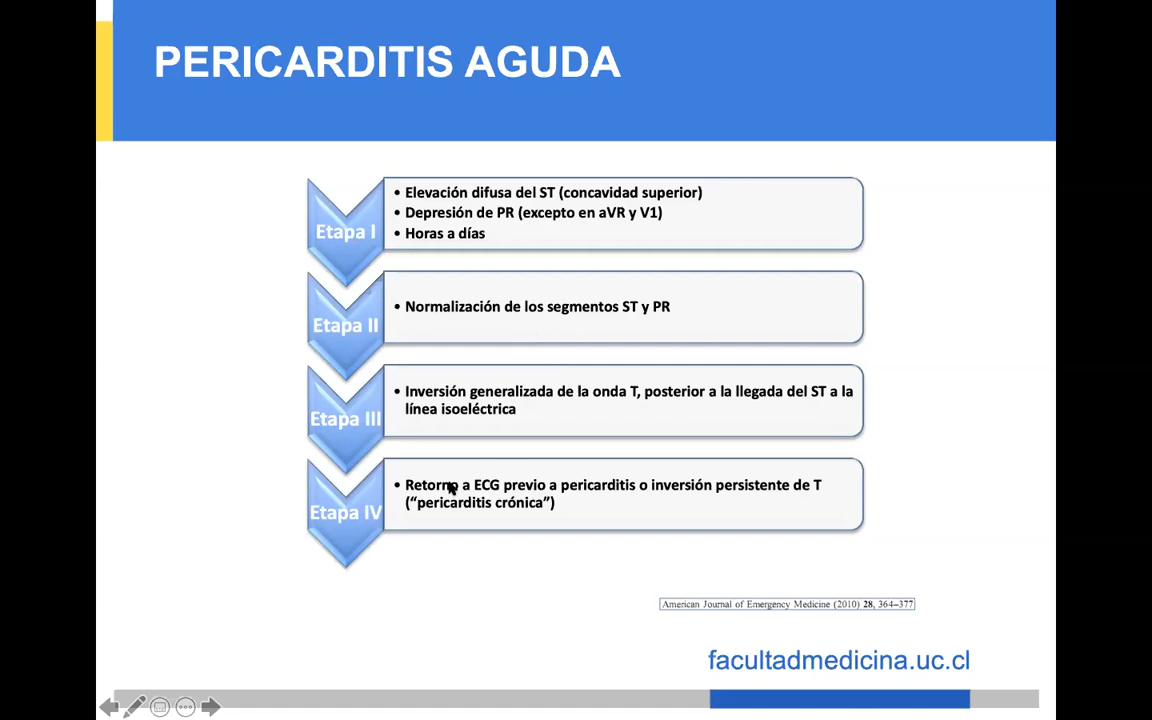 PERICARDITIS AGUDA
Etapa I
• Elevación difusa del ST (concavidad superior)
• Depresión de PR (excepto en aVR y V1)
• Horas a días
Etapa II
• Normalización de los segmentos ST y PR
Etapa III
• Inversión generalizada de la onda T, posterior a la llegada del ST a la
línea isoeléctrica
Etapa IV
• Retorno a ECG previo a pericarditis o inversión persistente de T
(“pericarditis crónica”)
American Journal of Emergency Medicine (2010) 28, 364–377
facultadmedicina.uc.cl